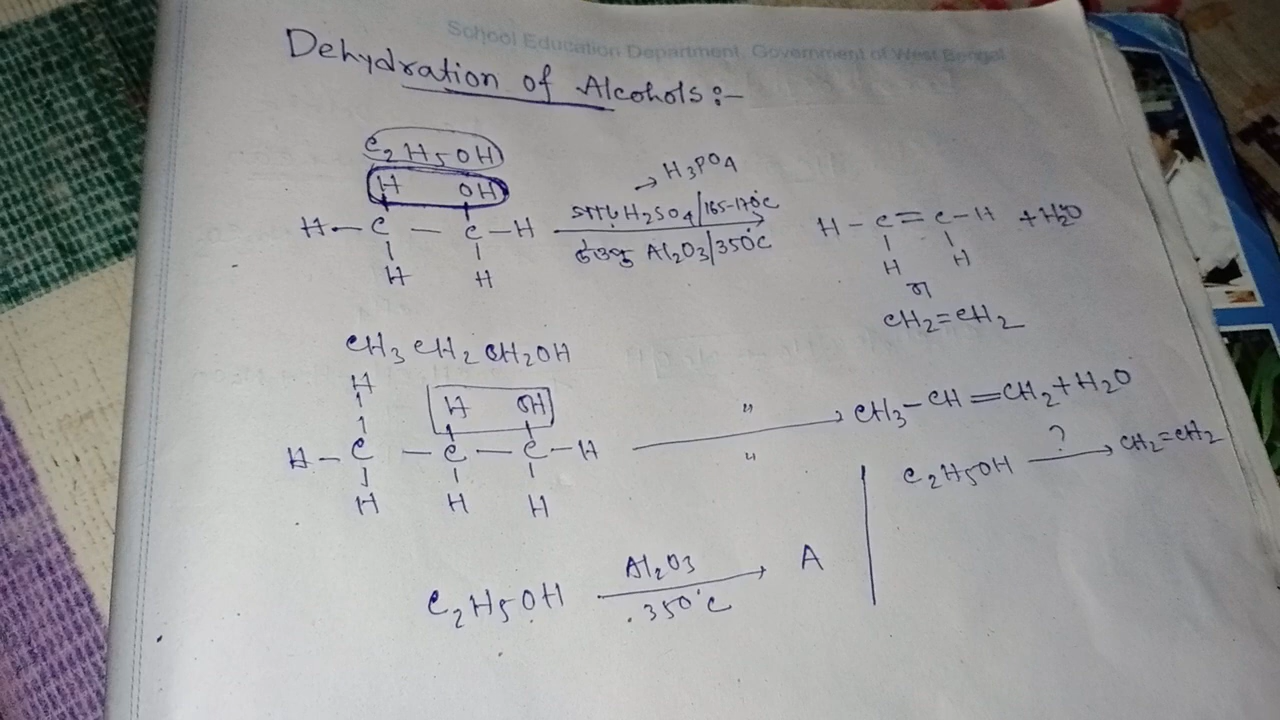 School Education Department, Government of West Bengal
Dehydration of Alcohols:-
C2H5OH
H OH
H - C - C - H
H H
→ H3PO4
গাঢ় H2SO4/165-170°C
উত্তপ্ত Al2O3/350°C
H - C = C - H + H2O
H H
বা
CH2=CH2
CH3 CH2 CH2OH
H
H OH
H - C - C - C - H
H H H
"
"
CH3-CH=CH2+H2O
C2H5OH ? → CH2=CH2
C2H5OH Al2O3 → A
350°C